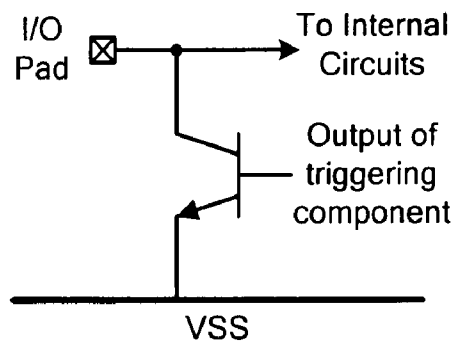 I/O
Pad
To Internal
Circuits
Output of
triggering
component
VSS